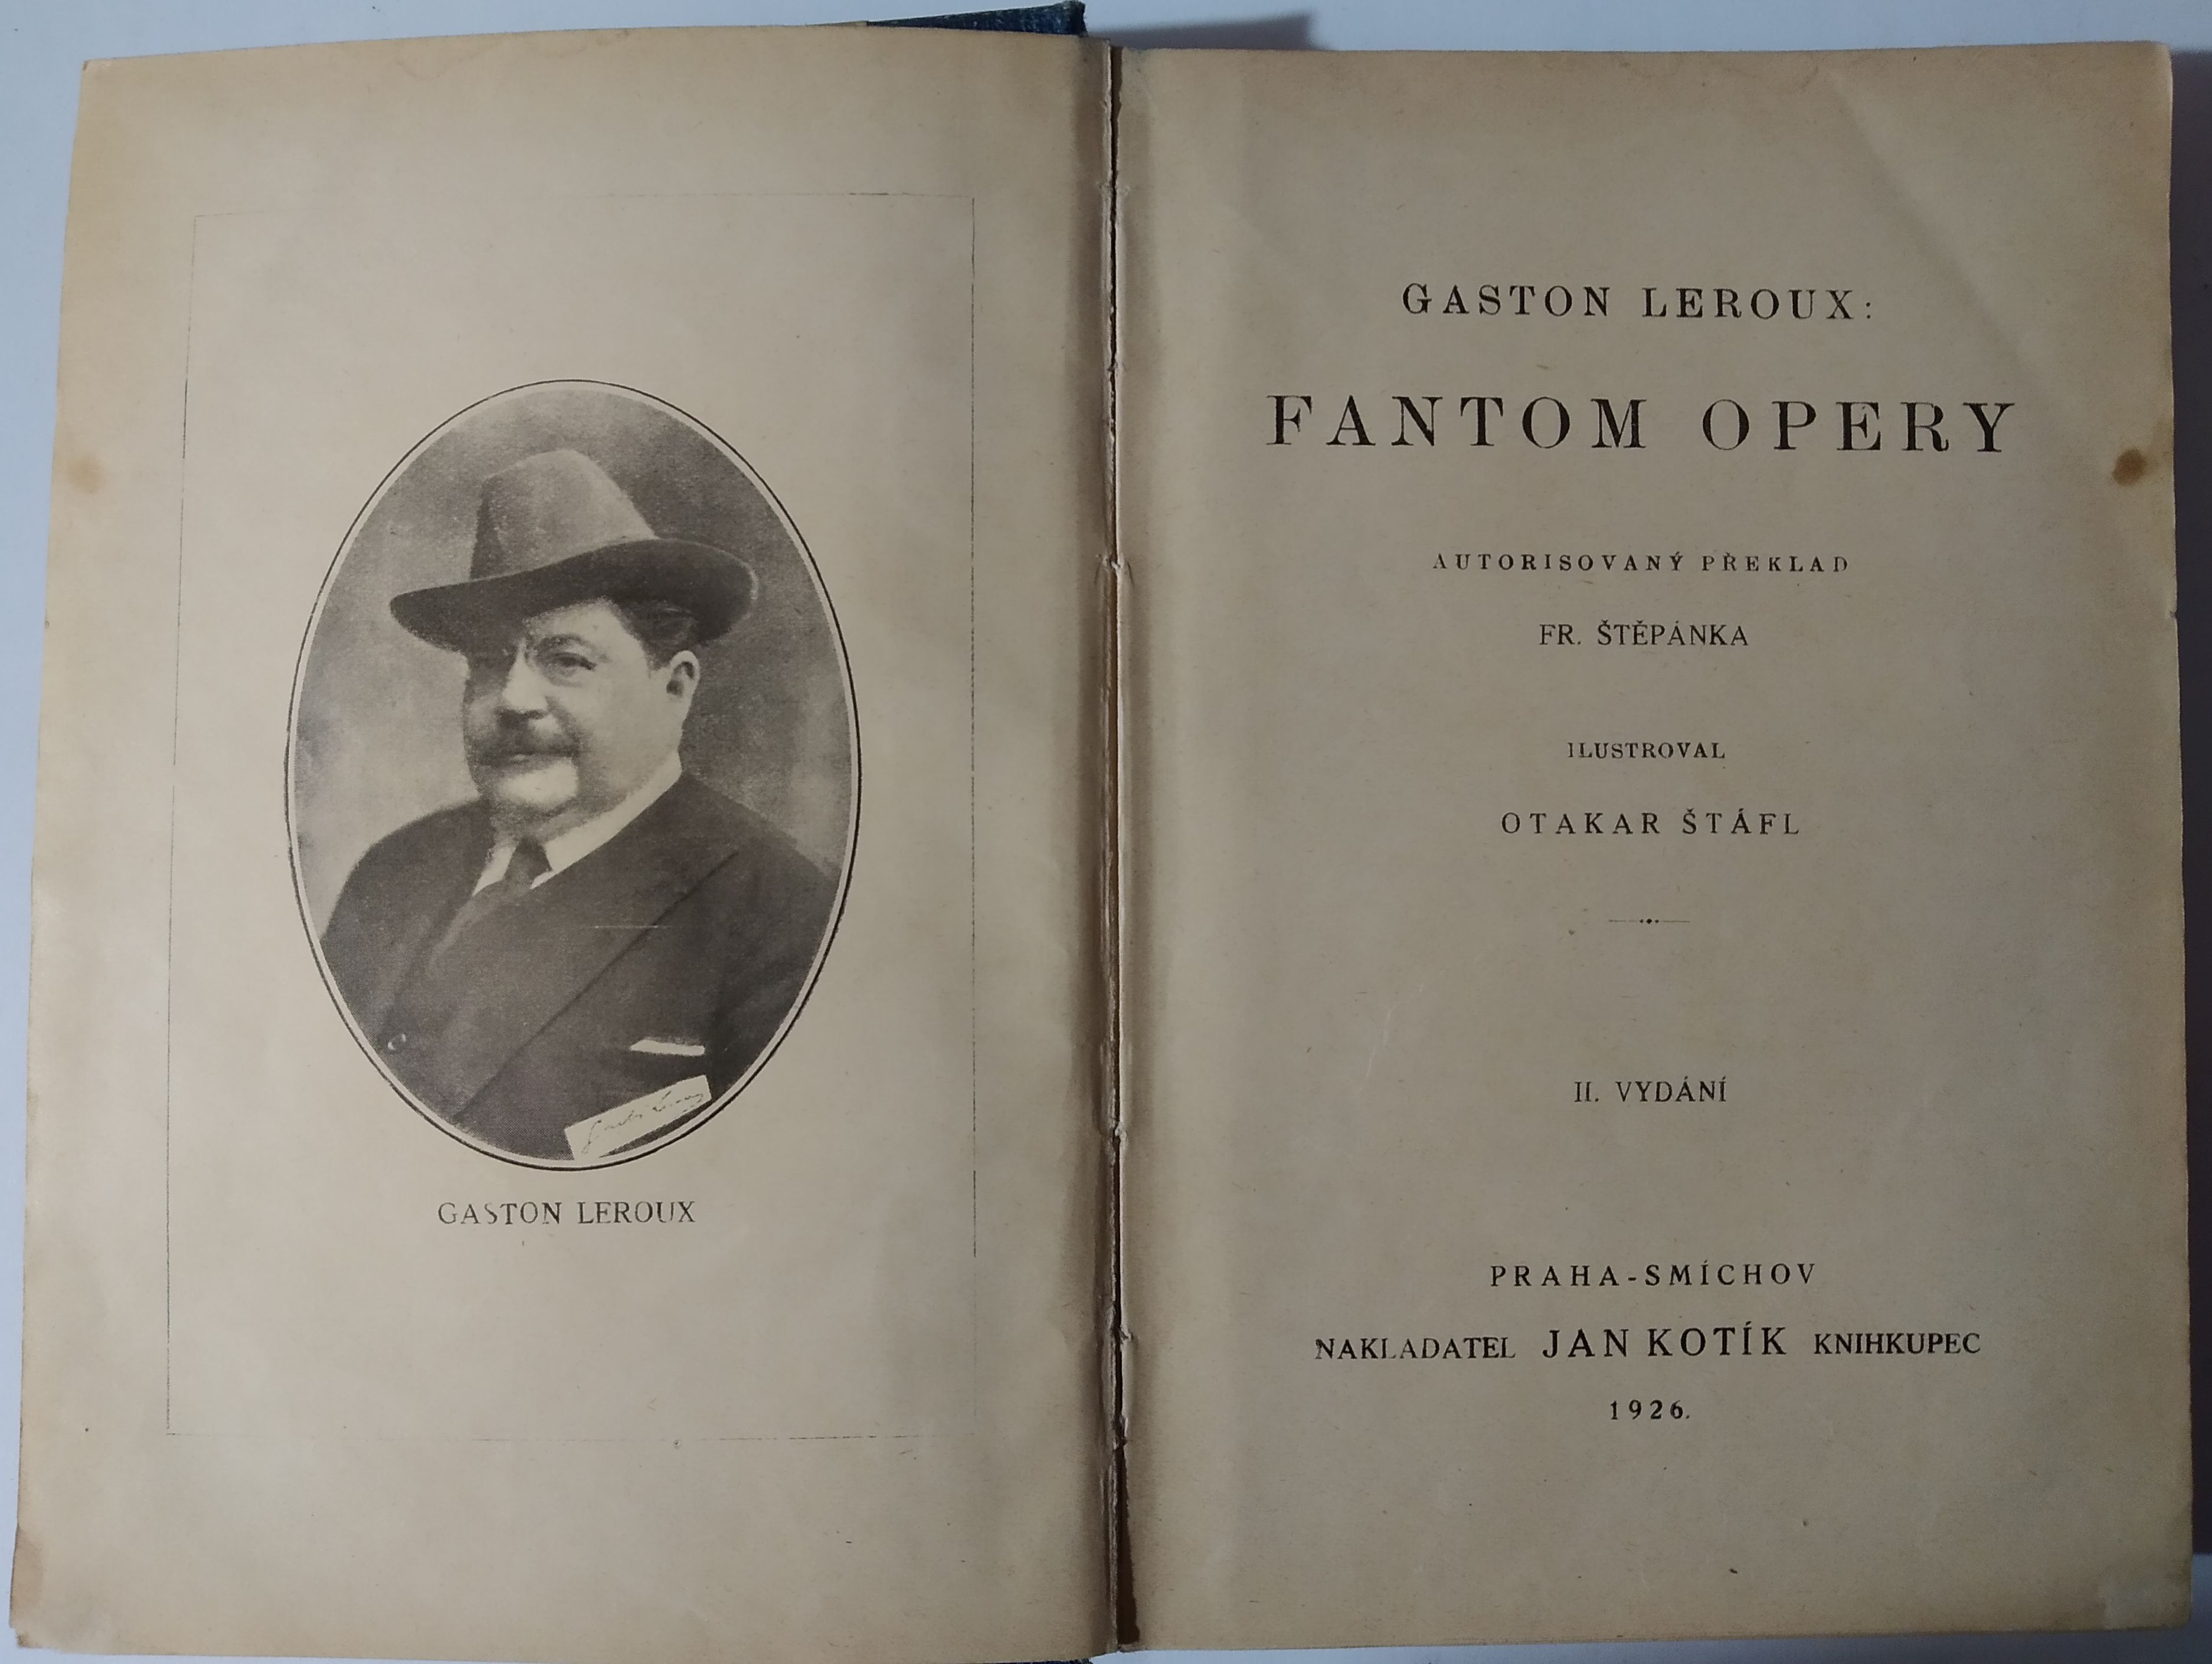 GASTON LEROUX
GASTON LEROUX:
FANTOM OPERY
AUTORISOVANÝ PŘEKLAD
FR. ŠTĚPÁNKA
ILUSTROVAL
OTAKAR ŠTÁFL
II. VYDÁNÍ
PRAHA-SMÍCHOV
NAKLADATEL JAN KOTÍK KNIHKUPEC
1926.